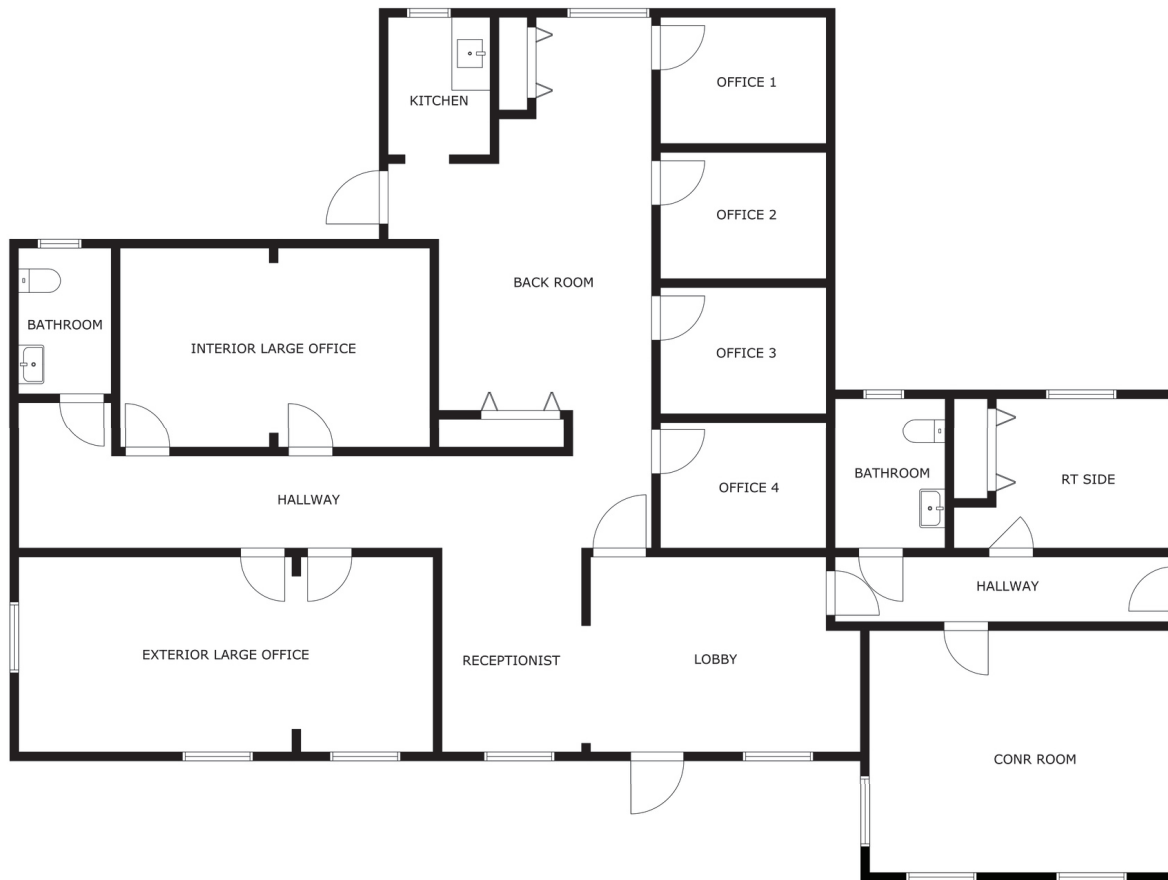 KITCHEN
OFFICE 1
OFFICE 2
BACK ROOM
BATHROOM
INTERIOR LARGE OFFICE
OFFICE 3
BATHROOM
RT SIDE
OFFICE 4
HALLWAY
HALLWAY
EXTERIOR LARGE OFFICE
RECEPTIONIST
LOBBY
CONR ROOM